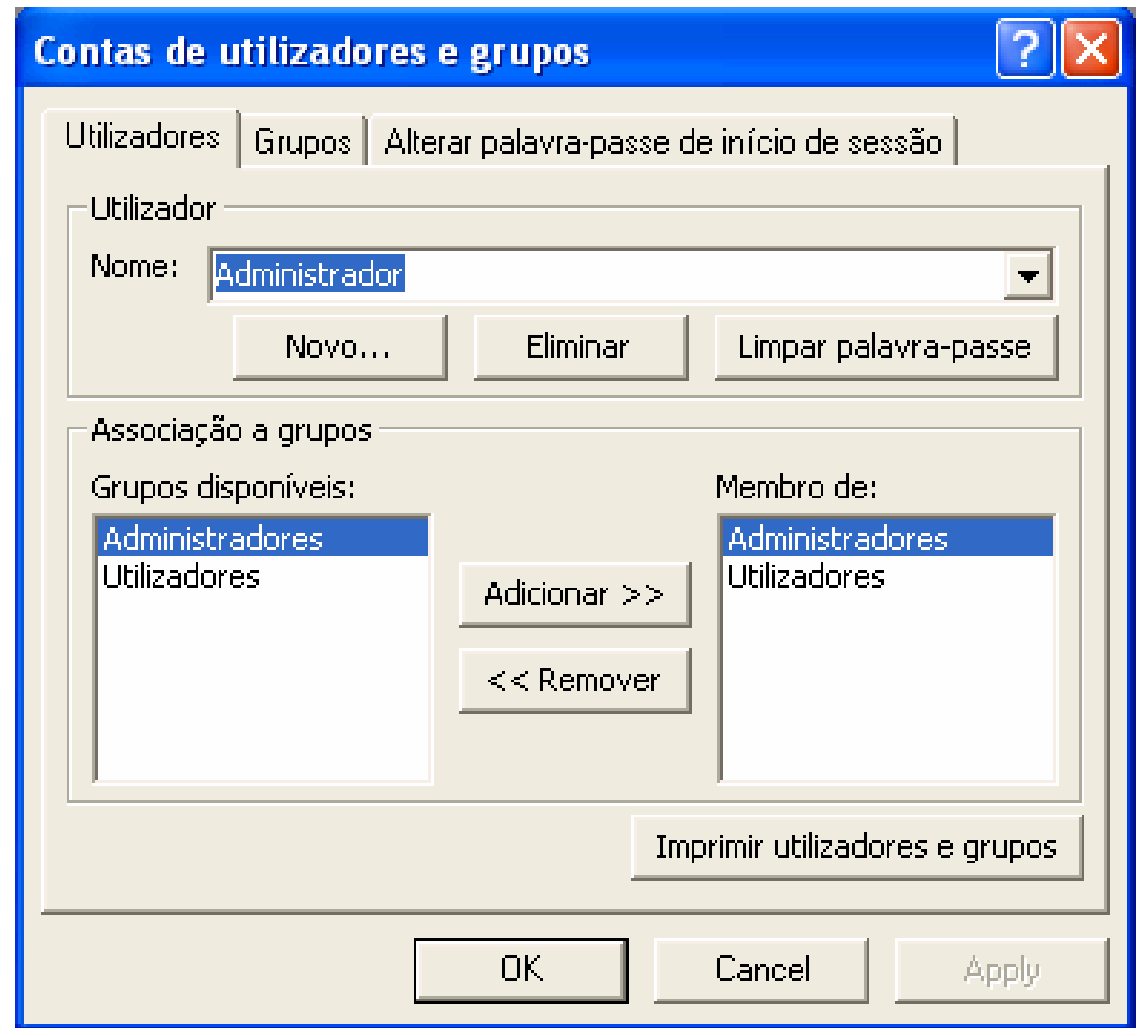 Contas de utilizadores e grupos
Utilizadores Grupos Alterar palavra-passe de início de sessão
Utilizador
Nome: Administrador
Novo... Eliminar Limpar palavra-passe
Associação a grupos
Grupos disponíveis: Membro de:
Administradores Administradores
Utilizadores Utilizadores
Adicionar >>
<< Remover
Imprimir utilizadores e grupos
OK Cancel Apply